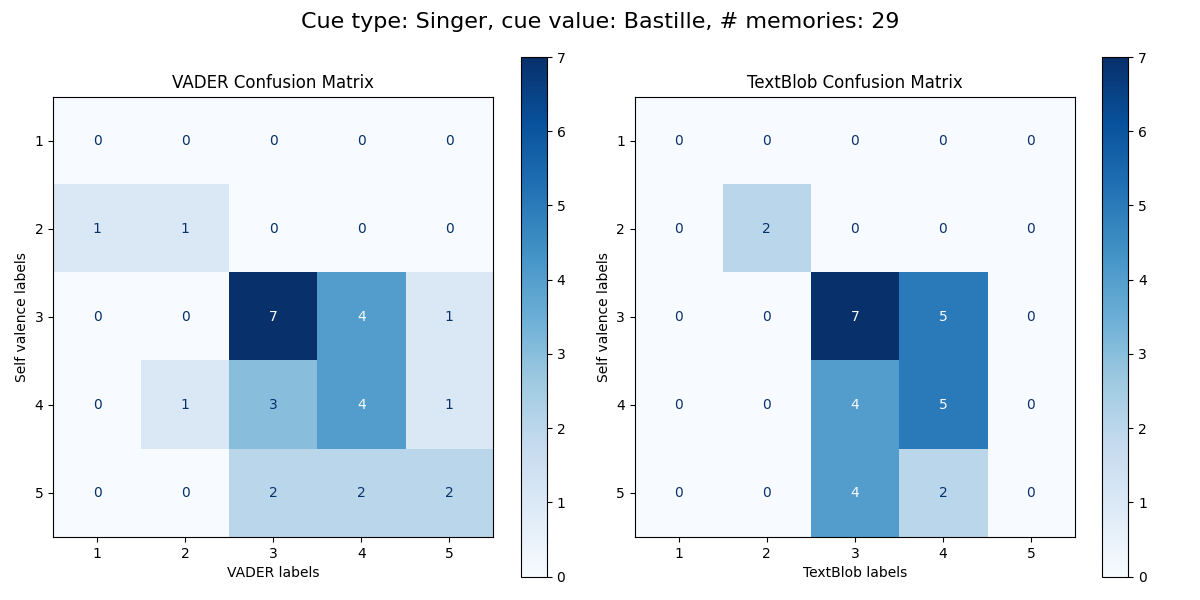 Cue type: Singer, cue value: Bastille, # memories: 29
VADER Confusion Matrix
Self valence labels
1 0 0 0 0 0
2 1 1 0 0 0
3 0 0 7 4 1
4 0 1 3 4 1
5 0 0 2 2 2
1 2 3 4 5
VADER labels
7
6
5
4
3
2
1
0
TextBlob Confusion Matrix
Self valence labels
1 0 0 0 0 0
2 0 2 0 0 0
3 0 0 7 5 0
4 0 0 4 5 0
5 0 0 4 2 0
1 2 3 4 5
TextBlob labels
7
6
5
4
3
2
1
0